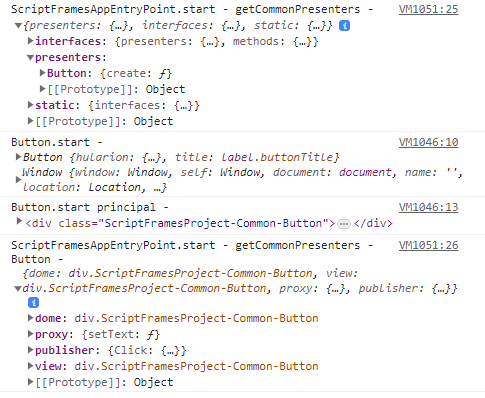 ScriptFramesAppEntryPoint.start - getCommonPresenters - VM1051:25
▼{presenters: {…}, interfaces: {…}, static: {…}} i
▶interfaces: {presenters: {…}, methods: {…}}
▼presenters:
▶Button: {create: ƒ}
▶[[Prototype]]: Object
▶static: {interfaces: {…}}
▶[[Prototype]]: Object
Button.start - VM1046:10
▶Button {hularion: {…}, title: label.buttonTitle}
Window {window: Window, self: Window, document: document, name: '',
▶location: Location, …}
Button.start principal - VM1046:13
▶<div class="ScriptFramesProject-Common-Button">…</div>
ScriptFramesAppEntryPoint.start - getCommonPresenters - VM1051:26
Button -
{dome: div.ScriptFramesProject-Common-Button, view:
▼div.ScriptFramesProject-Common-Button, proxy: {…}, publisher: {…}}
i
▶dome: div.ScriptFramesProject-Common-Button
▶proxy: {setText: ƒ}
▶publisher: {Click: {…}}
▶view: div.ScriptFramesProject-Common-Button
▶[[Prototype]]: Object